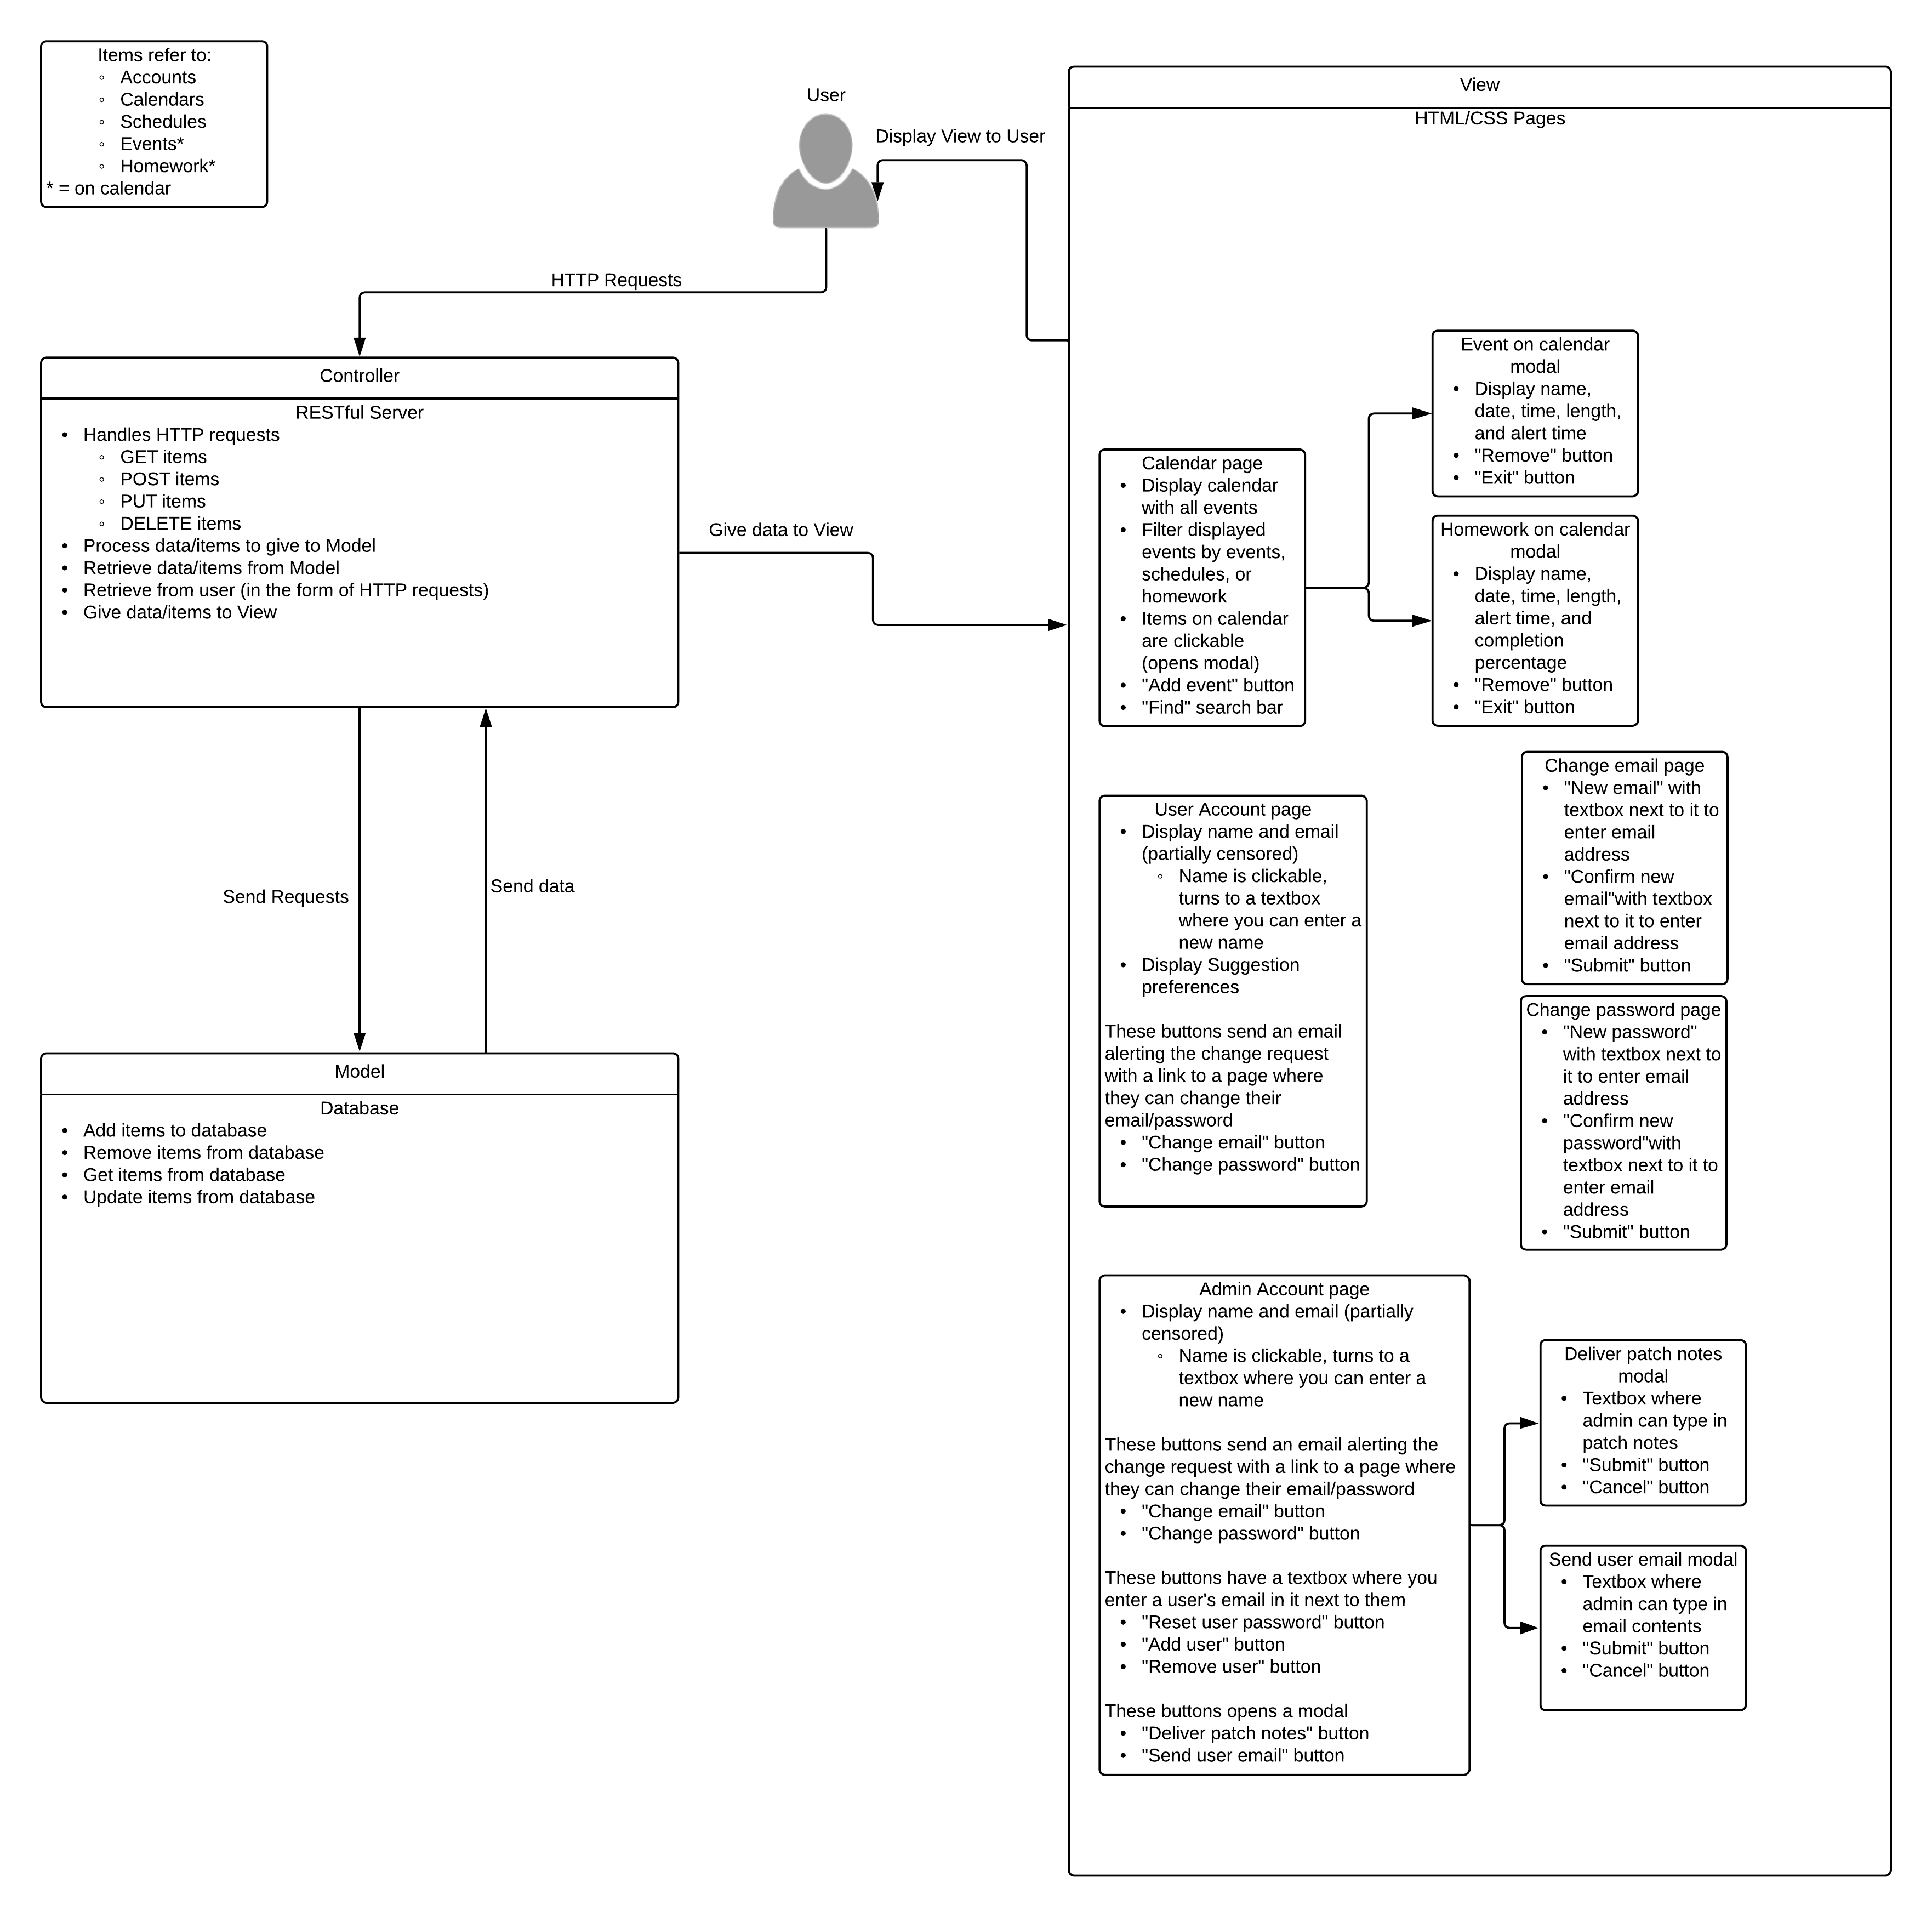 Items refer to:
◦ Accounts
◦ Calendars
◦ Schedules
◦ Events*
◦ Homework*
* = on calendar
User
Display View to User
HTTP Requests
Controller
RESTful Server
• Handles HTTP requests
◦ GET items
◦ POST items
◦ PUT items
◦ DELETE items
• Process data/items to give to Model
• Retrieve data/items from Model
• Retrieve from user (in the form of HTTP requests)
• Give data/items to View
Give data to View
Send Requests
Send data
Model
Database
• Add items to database
• Remove items from database
• Get items from database
• Update items from database
View
HTML/CSS Pages
Calendar page
• Display calendar
with all events
• Filter displayed
events by events,
schedules, or
homework
• Items on calendar
are clickable
(opens modal)
• "Add event" button
• "Find" search bar
Event on calendar
modal
• Display name,
date, time, length,
and alert time
• "Remove" button
• "Exit" button
Homework on calendar
modal
• Display name,
date, time, length,
alert time, and
completion
percentage
• "Remove" button
• "Exit" button
User Account page
• Display name and email
(partially censored)
◦ Name is clickable,
turns to a textbox
where you can enter a
new name
• Display Suggestion
preferences
These buttons send an email
alerting the change request
with a link to a page where
they can change their
email/password
• "Change email" button
• "Change password" button
Change email page
• "New email" with
textbox next to it to
enter email
address
• "Confirm new
email"with textbox
next to it to enter
email address
• "Submit" button
Change password page
• "New password"
with textbox next to
it to enter email
address
• "Confirm new
password"with
textbox next to it to
enter email
address
• "Submit" button
Admin Account page
• Display name and email (partially
censored)
◦ Name is clickable, turns to a
textbox where you can enter a
new name
These buttons send an email alerting the
change request with a link to a page where
they can change their email/password
• "Change email" button
• "Change password" button
These buttons have a textbox where you
enter a user's email in it next to them
• "Reset user password" button
• "Add user" button
• "Remove user" button
These buttons opens a modal
• "Deliver patch notes" button
• "Send user email" button
Deliver patch notes
modal
• Textbox where
admin can type in
patch notes
• "Submit" button
• "Cancel" button
Send user email modal
• Textbox where
admin can type in
email contents
• "Submit" button
• "Cancel" button